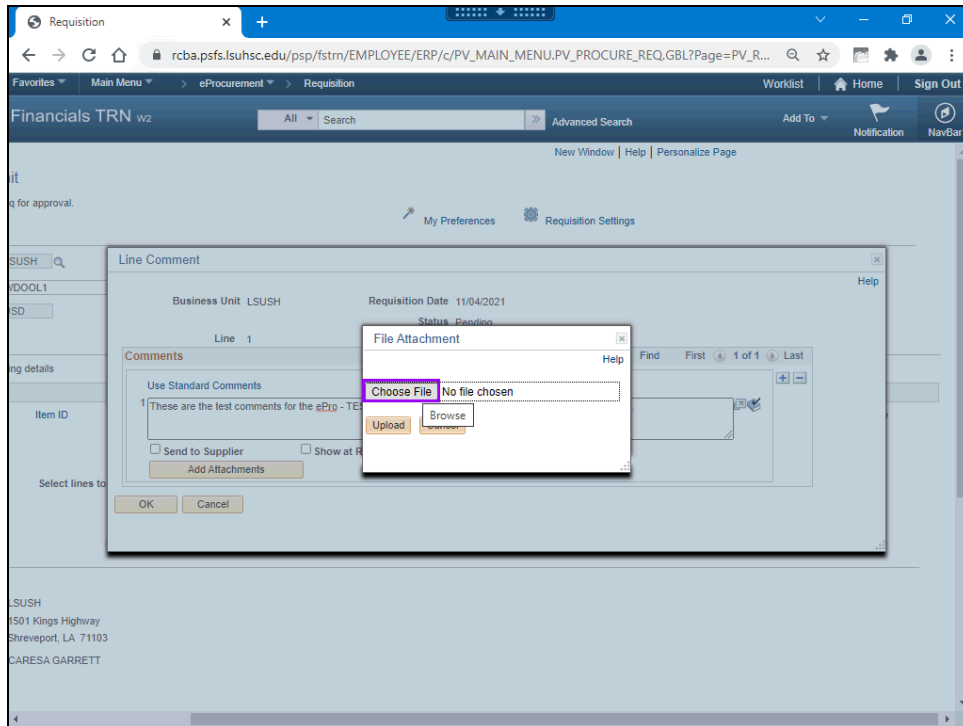 Requisition
rcba.psfs.lsuhsc.edu/psp/fstrn/EMPLOYEE/ERP/c/PV_MAIN_MENU.PV_PROCURE_REQ.GBL?Page=PV_R...
Favorites Main Menu > eProcurement > Requisition Worklist Home Sign Out
Financials TRN W2 All Search Advanced Search Add To Notification NavBar
New Window | Help | Personalize Page
it
q for approval.
My Preferences Requisition Settings
SUSH Line Comment
Help
/DOOL1
Business Unit LSUSH Requisition Date 11/04/2021
SD
Status Pending
Line 1 File Attachment
Comments Help Find First 1 of 1 Last
ing details
Use Standard Comments Choose File No file chosen
Item ID 1 These are the test comments for the ePro - TES
Browse
Upload
Send to Supplier Show at R
Add Attachments
Select lines to
OK Cancel
LSUSH
1501 Kings Highway
Shreveport, LA 71103
CARESA GARRETT